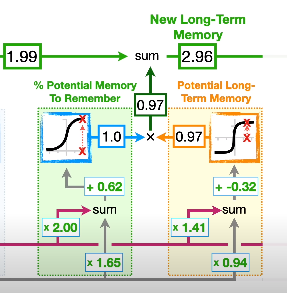 New Long-Term
Memory
1.99
sum
2.96
% Potential Memory
To Remember
0.97
Potential Long-
Term Memory
1.0
×
0.97
+ 0.62
+ -0.32
sum
sum
× 2.00
× 1.41
× 1.65
× 0.94